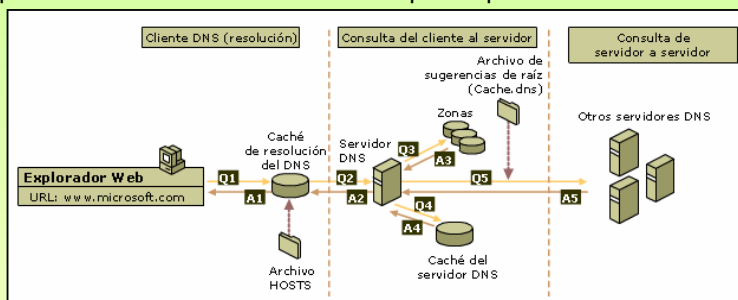 Cliente DNS (resolución)
Consulta del cliente al servidor
Consulta de
servidor a servidor
Archivo de
sugerencias de raíz
(Cache.dns)
Zonas
Otros servidores DNS
Caché
de resolución
del DNS
Servidor
DNS
Explorador Web
URL: www.microsoft.com
Q1
A1
Q2
A2
Q3
A3
Q4
A4
Q5
A5
Archivo
HOSTS
Caché del
servidor DNS